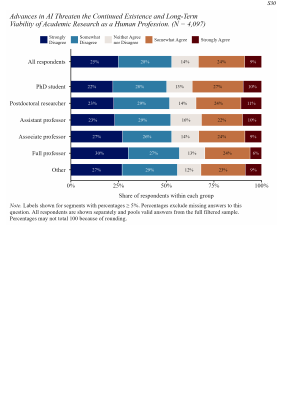 S30
Advances in AI Threaten the Continued Existence and Long-Term
Viability of Academic Research as a Human Profession. (N = 4,097)
Strongly Disagree
Somewhat Disagree
Neither Agree nor Disagree
Somewhat Agree
Strongly Agree
All respondents 25% 28% 14% 24% 9%
PhD student 22% 28% 15% 27% 10%
Postdoctoral researcher 23% 29% 14% 24% 11%
Assistant professor 23% 29% 16% 22% 10%
Associate professor 27% 26% 14% 24% 9%
Full professor 30% 27% 13% 24% 6%
Other 27% 29% 12% 23% 9%
0% 25% 50% 75% 100%
Share of respondents within each group
Note. Labels shown for segments with percentages ≥ 5%. Percentages exclude missing answers to this
question. All respondents are shown separately and pools valid answers from the full filtered sample.
Percentages may not total 100 because of rounding.